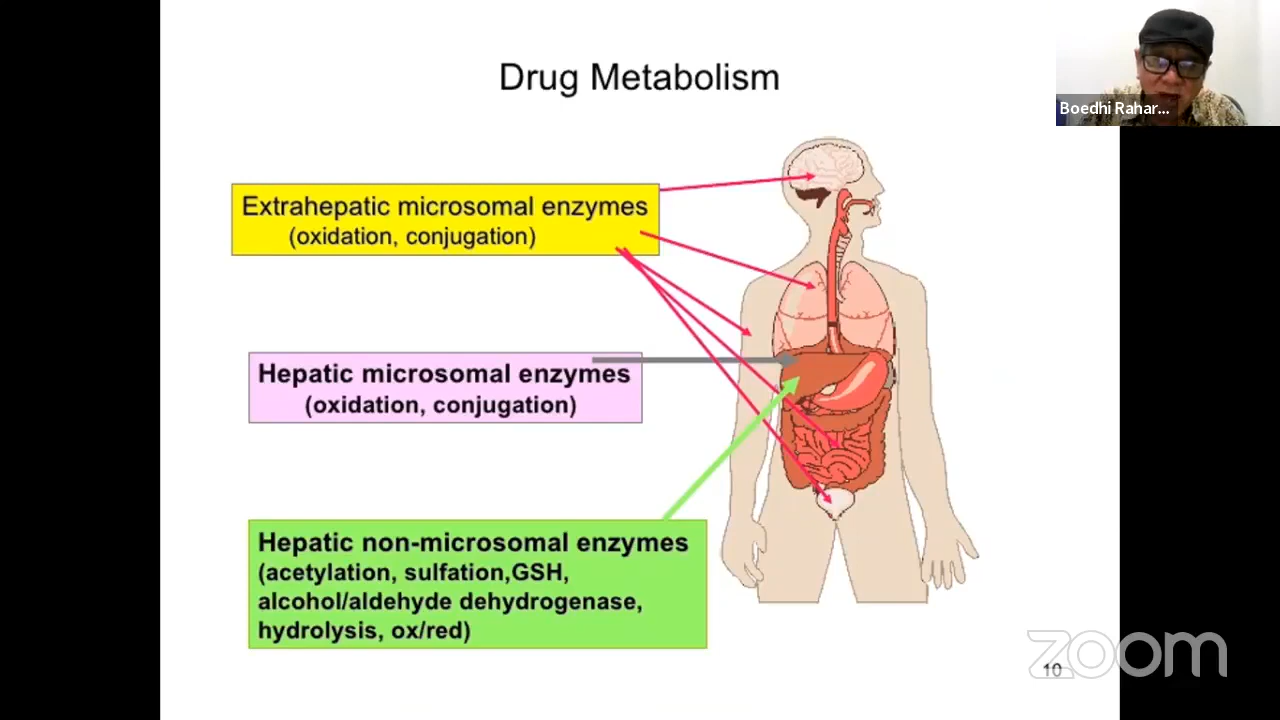 Drug Metabolism
Boedhi Rahar...
Extrahepatic microsomal enzymes
(oxidation, conjugation)
Hepatic microsomal enzymes
(oxidation, conjugation)
Hepatic non-microsomal enzymes
(acetylation, sulfation,GSH,
alcohol/aldehyde dehydrogenase,
hydrolysis, ox/red)
zoom
10